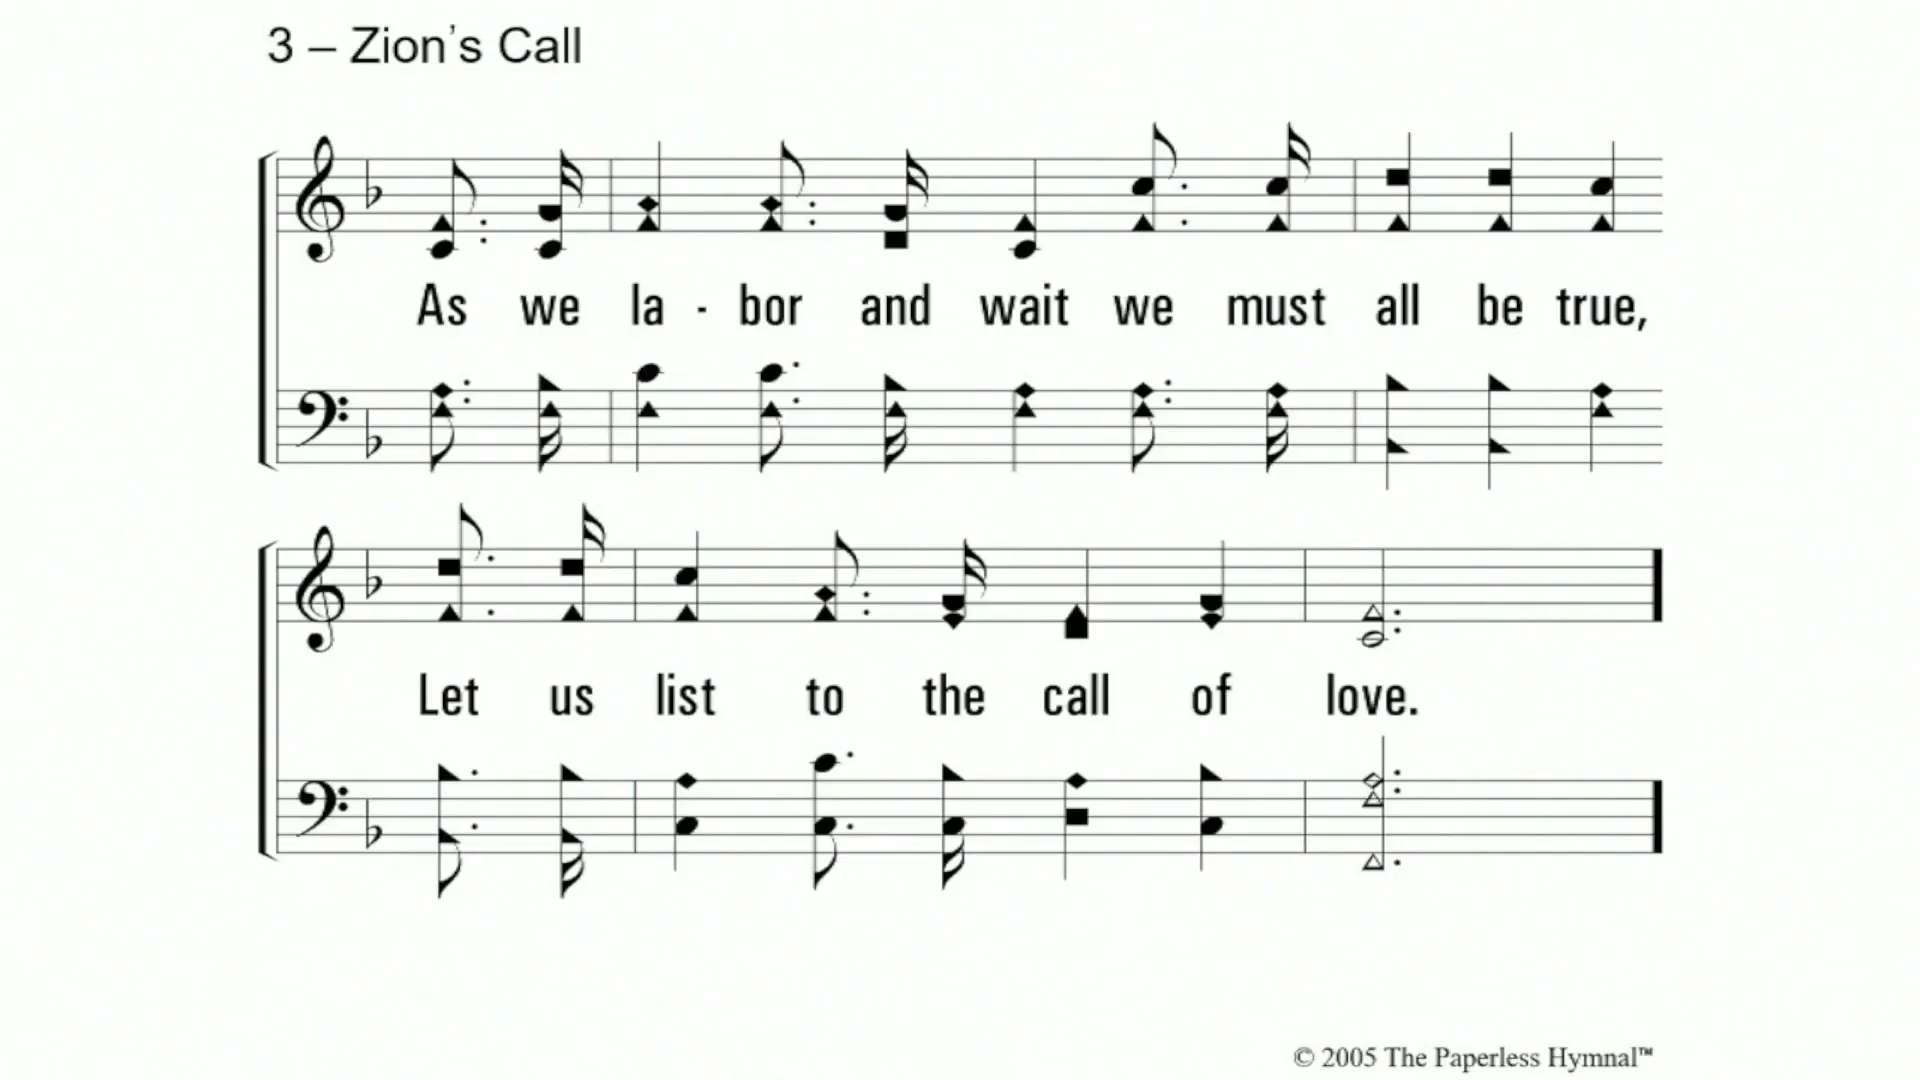 3 – Zion's Call
As we la - bor and wait we must all be true,
Let us list to the call of love.
© 2005 The Paperless Hymnal™